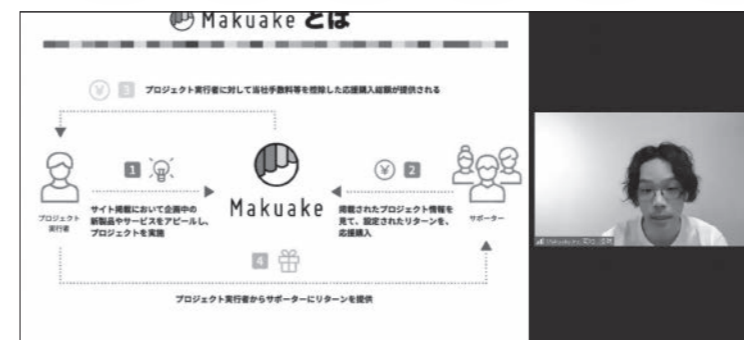 Makuake とは
¥ 3 プロジェクト実行者に対して当社手数料等を控除した応援購入総額が提供される
1
¥ 2
プロジェクト
実行者
サイト掲載において企画中の
新製品やサービスをアピールし、
プロジェクトを実施
Makuake
掲載されたプロジェクト情報を
見て、設定されたリターンを、
応援購入
サポーター
4
プロジェクト実行者からサポーターにリターンを提供